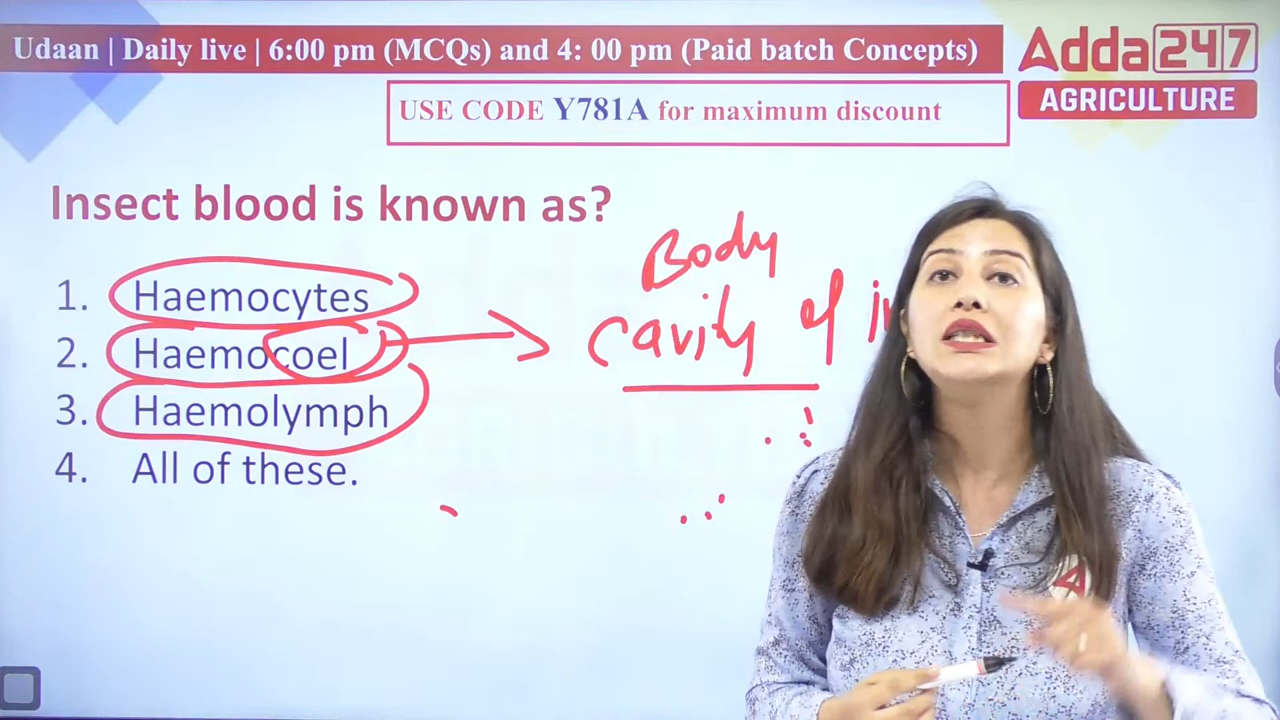 Udaan | Daily live | 6:00 pm (MCQs) and 4: 00 pm (Paid batch Concepts)
Adda247
AGRICULTURE
USE CODE Y781A for maximum discount
Insect blood is known as?
1. Haemocytes
2. Haemocoel
3. Haemolymph
4. All of these.
Body
cavity of